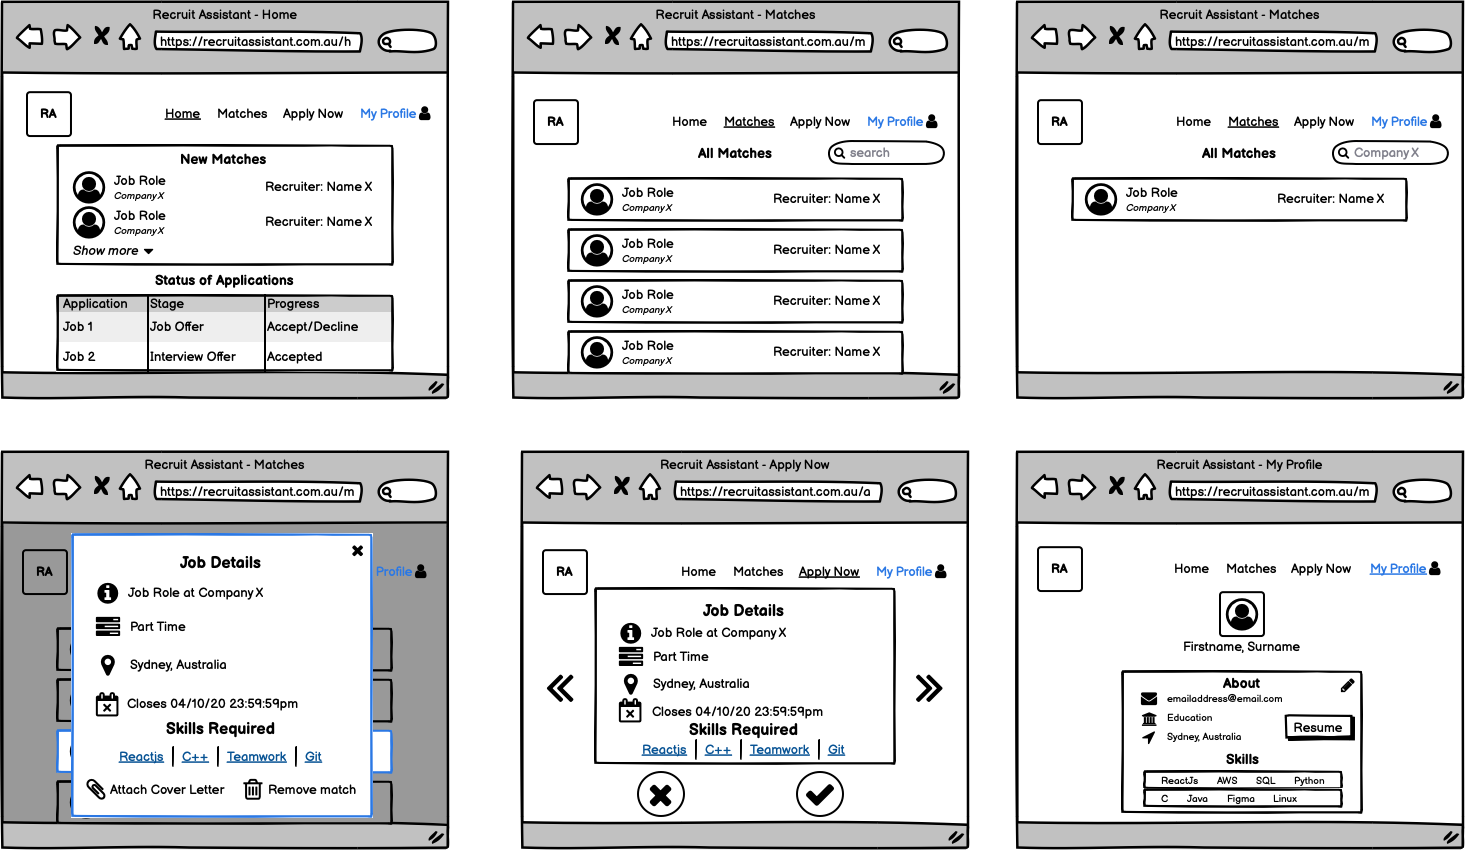 Recruit Assistant - Home
https://recruitassistant.com.au/h
RA
Home Matches Apply Now My Profile
New Matches
Job Role
Company X
Recruiter: Name X
Job Role
Company X
Recruiter: Name X
Show more
Status of Applications
Application Stage Progress
Job 1 Job Offer Accept/Decline
Job 2 Interview Offer Accepted
Recruit Assistant - Matches
https://recruitassistant.com.au/m
RA
Home Matches Apply Now My Profile
All Matches
search
Job Role
Company X
Recruiter: Name X
Job Role
Company X
Recruiter: Name X
Job Role
Company X
Recruiter: Name X
Job Role
Company X
Recruiter: Name X
Recruit Assistant - Matches
https://recruitassistant.com.au/m
RA
Home Matches Apply Now My Profile
All Matches
Company X
Job Role
Company X
Recruiter: Name X
Recruit Assistant - Matches
https://recruitassistant.com.au/m
RA
Profile
Job Details
Job Role at Company X
Part Time
Sydney, Australia
Closes 04/10/20 23:59:59pm
Skills Required
Reactjs C++ Teamwork Git
Attach Cover Letter Remove match
Recruit Assistant - Apply Now
https://recruitassistant.com.au/a
RA
Home Matches Apply Now My Profile
Job Details
Job Role at Company X
Part Time
Sydney, Australia
Closes 04/10/20 23:59:59pm
Skills Required
Reactjs C++ Teamwork Git
Recruit Assistant - My Profile
https://recruitassistant.com.au/m
RA
Home Matches Apply Now My Profile
Firstname, Surname
About
emailaddress@email.com
Education
Sydney, Australia
Resume
Skills
ReactJs AWS SQL Python
C Java Figma Linux